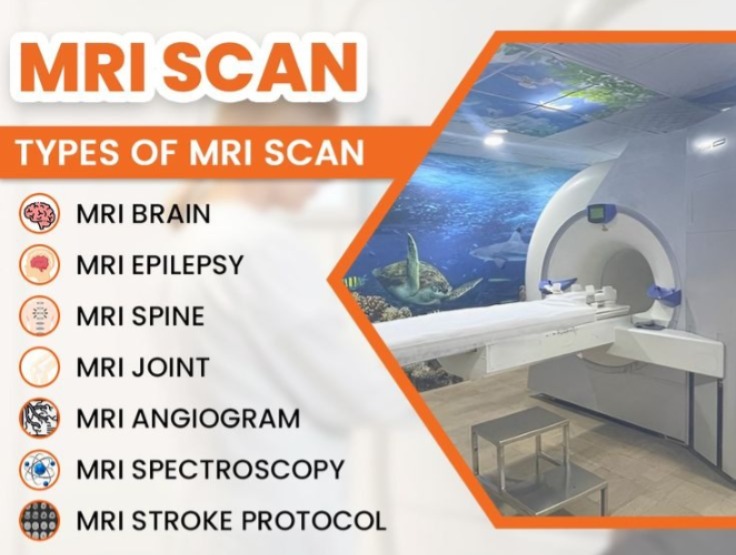 MRI SCAN
TYPES OF MRI SCAN
MRI BRAIN
MRI EPILEPSY
MRI SPINE
MRI JOINT
MRI ANGIOGRAM
MRI SPECTROSCOPY
MRI STROKE PROTOCOL